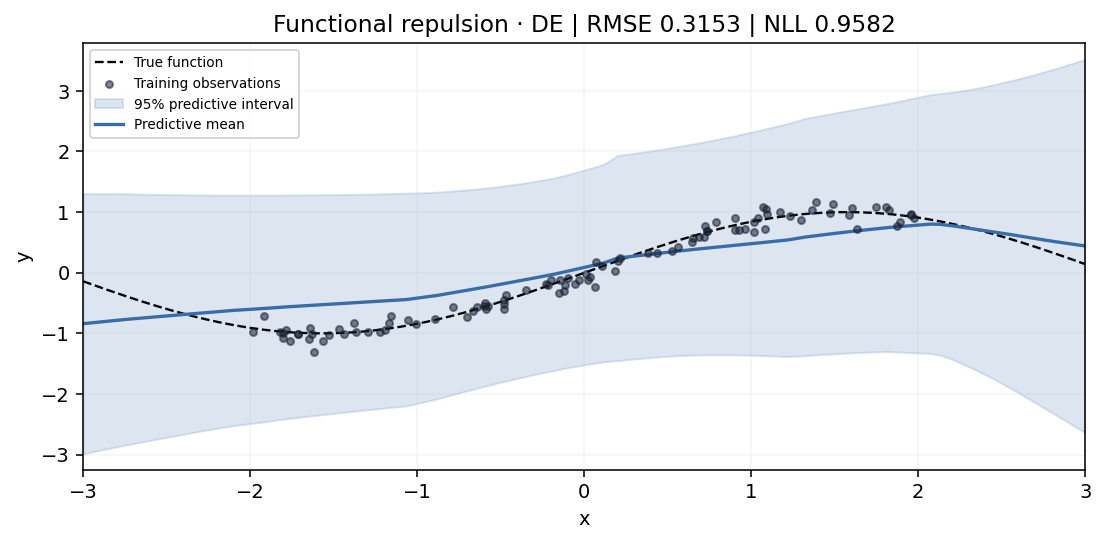 Functional repulsion · DE | RMSE 0.3153 | NLL 0.9582
True function
Training observations
95% predictive interval
Predictive mean
y
3
2
1
0
−1
−2
−3
−3
−2
−1
0
1
2
3
x